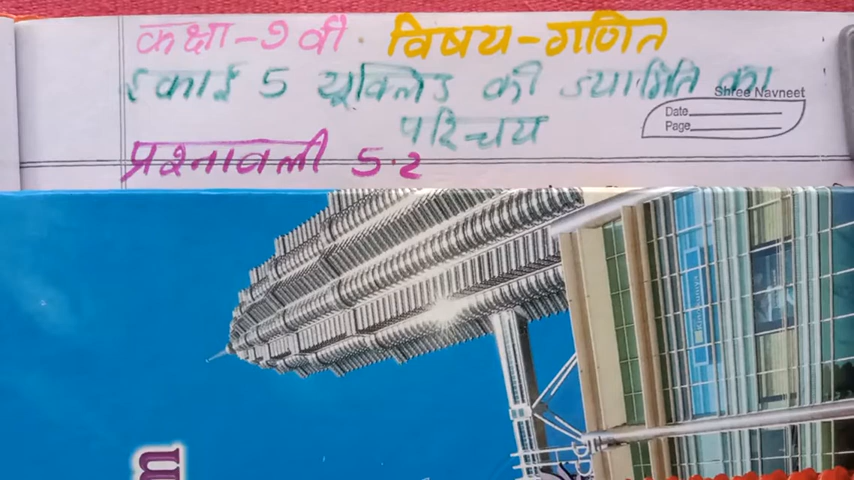 कक्षा-9 वी विषय-गणित
इकाई 5 यूक्लिड की ज्यामिति का
परिचय
Shree Navneet
Date
Page
प्रश्नावली 5.2
m